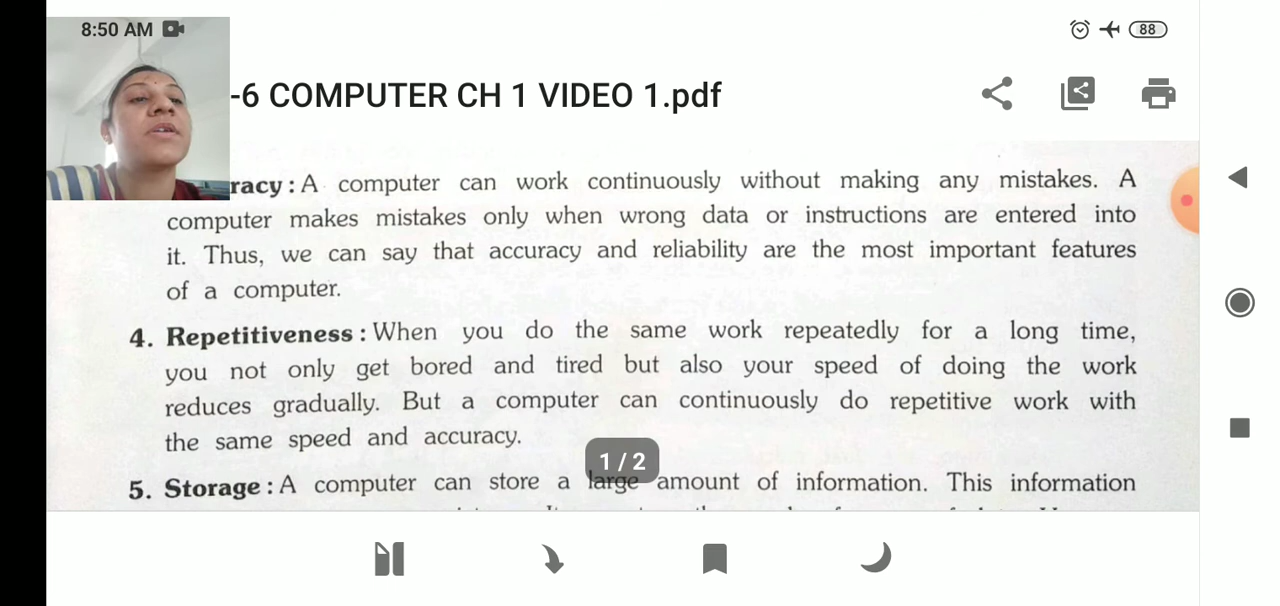 8:50 AM
88
-6 COMPUTER CH 1 VIDEO 1.pdf
racy : A computer can work continuously without making any mistakes. A
computer makes mistakes only when wrong data or instructions are entered into
it. Thus, we can say that accuracy and reliability are the most important features
of a computer.
4. Repetitiveness : When you do the same work repeatedly for a long time,
you not only get bored and tired but also your speed of doing the work
reduces gradually. But a computer can continuously do repetitive work with
the same speed and accuracy.
1 / 2
5. Storage : A computer can store a large amount of information. This information